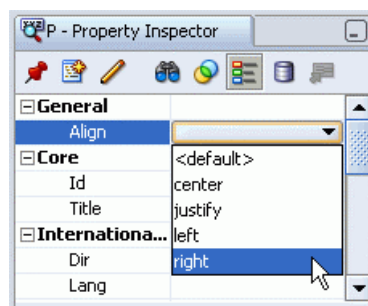 P - Property Inspector
General
Align
<default>
Core
Id
center
Title
justify
Internationa...
left
Dir
right
Lang